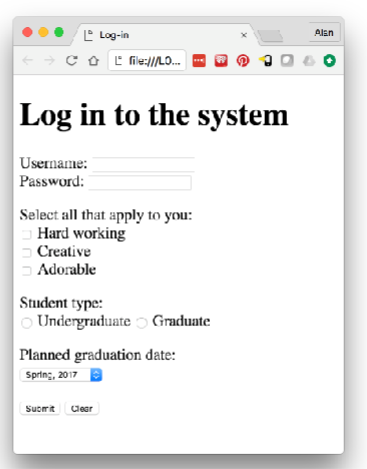 Log-in
Alan
file:///LO...
Log in to the system
Username:
Password:
Select all that apply to you:
Hard working
Creative
Adorable
Student type:
Undergraduate Graduate
Planned graduation date:
Spring, 2017
Submit Clear